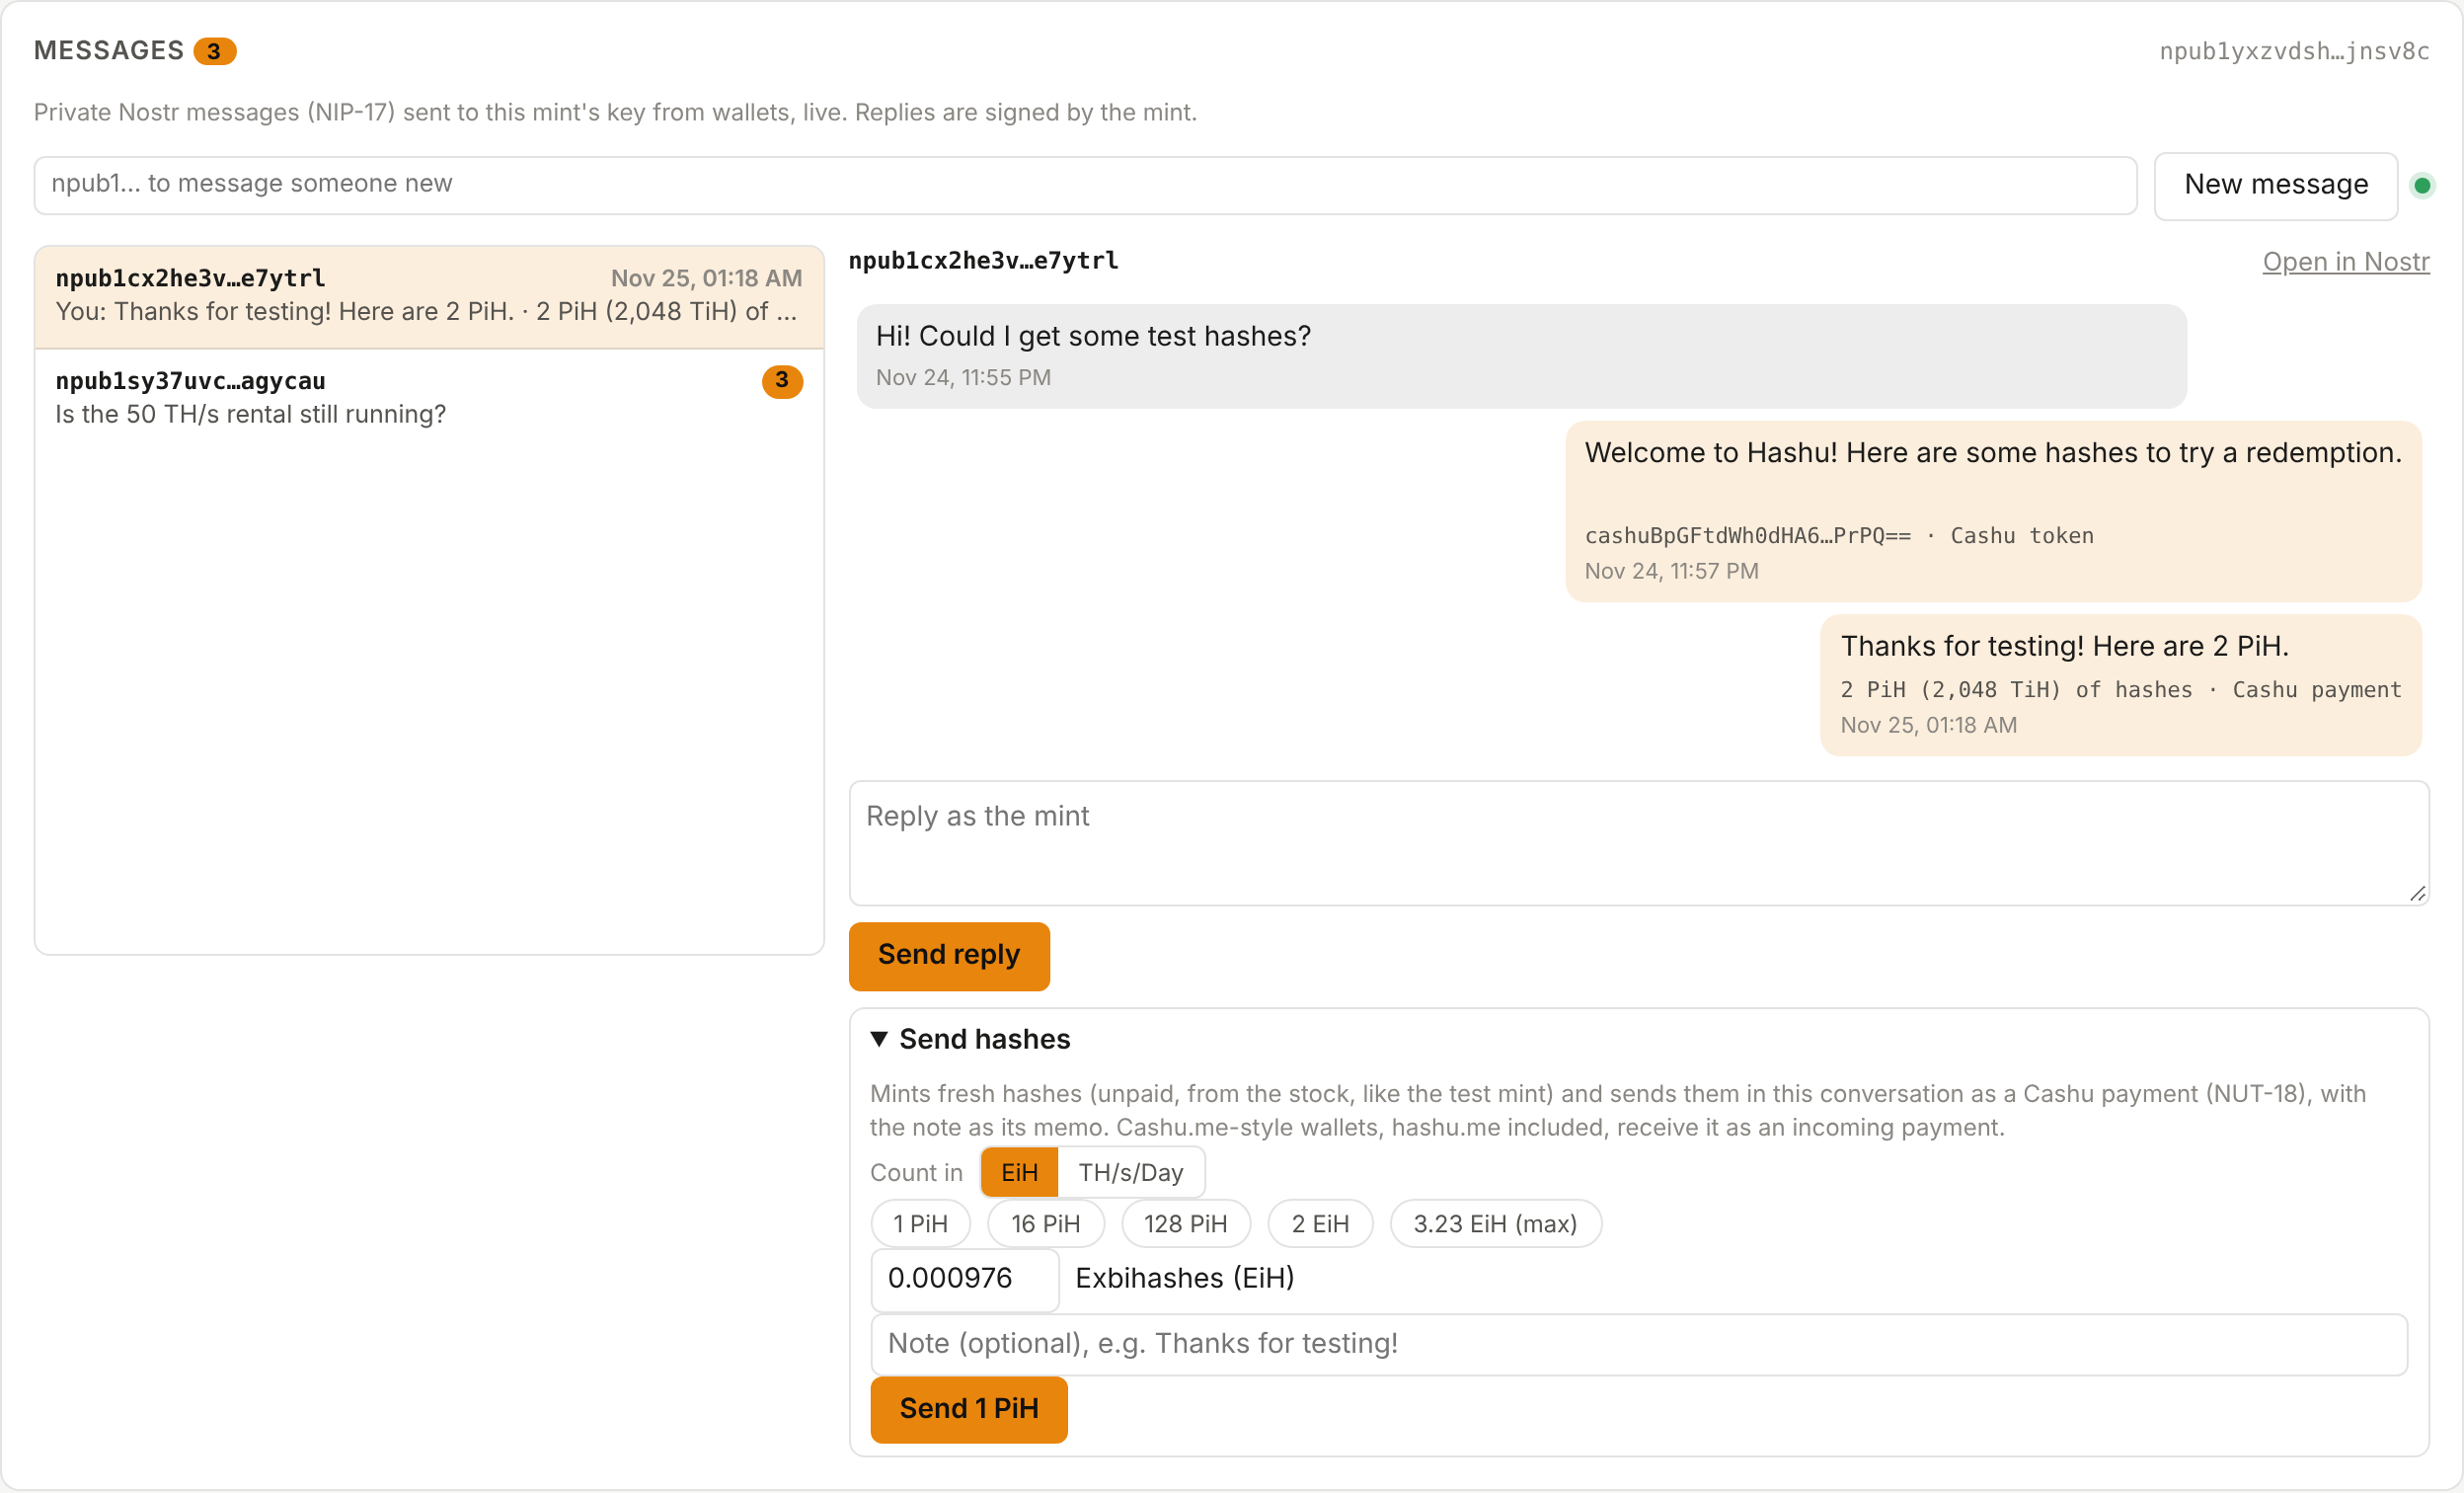 MESSAGES 3
npub1yxzvdsh…jnsv8c
Private Nostr messages (NIP-17) sent to this mint's key from wallets, live. Replies are signed by the mint.
npub1... to message someone new
New message
npub1cx2he3v…e7ytrl
Nov 25, 01:18 AM
You: Thanks for testing! Here are 2 PiH. · 2 PiH (2,048 TiH) of ...
npub1sy37uvc…agycau
3
Is the 50 TH/s rental still running?
npub1cx2he3v…e7ytrl
Open in Nostr
Hi! Could I get some test hashes?
Nov 24, 11:55 PM
Welcome to Hashu! Here are some hashes to try a redemption.
cashuBpGFtdWh0dHA6…PrPQ== · Cashu token
Nov 24, 11:57 PM
Thanks for testing! Here are 2 PiH.
2 PiH (2,048 TiH) of hashes · Cashu payment
Nov 25, 01:18 AM
Reply as the mint
Send reply
▼ Send hashes
Mints fresh hashes (unpaid, from the stock, like the test mint) and sends them in this conversation as a Cashu payment (NUT-18), with
the note as its memo. Cashu.me-style wallets, hashu.me included, receive it as an incoming payment.
Count in EiH TH/s/Day
1 PiH 16 PiH 128 PiH 2 EiH 3.23 EiH (max)
0.000976 Exbihashes (EiH)
Note (optional), e.g. Thanks for testing!
Send 1 PiH